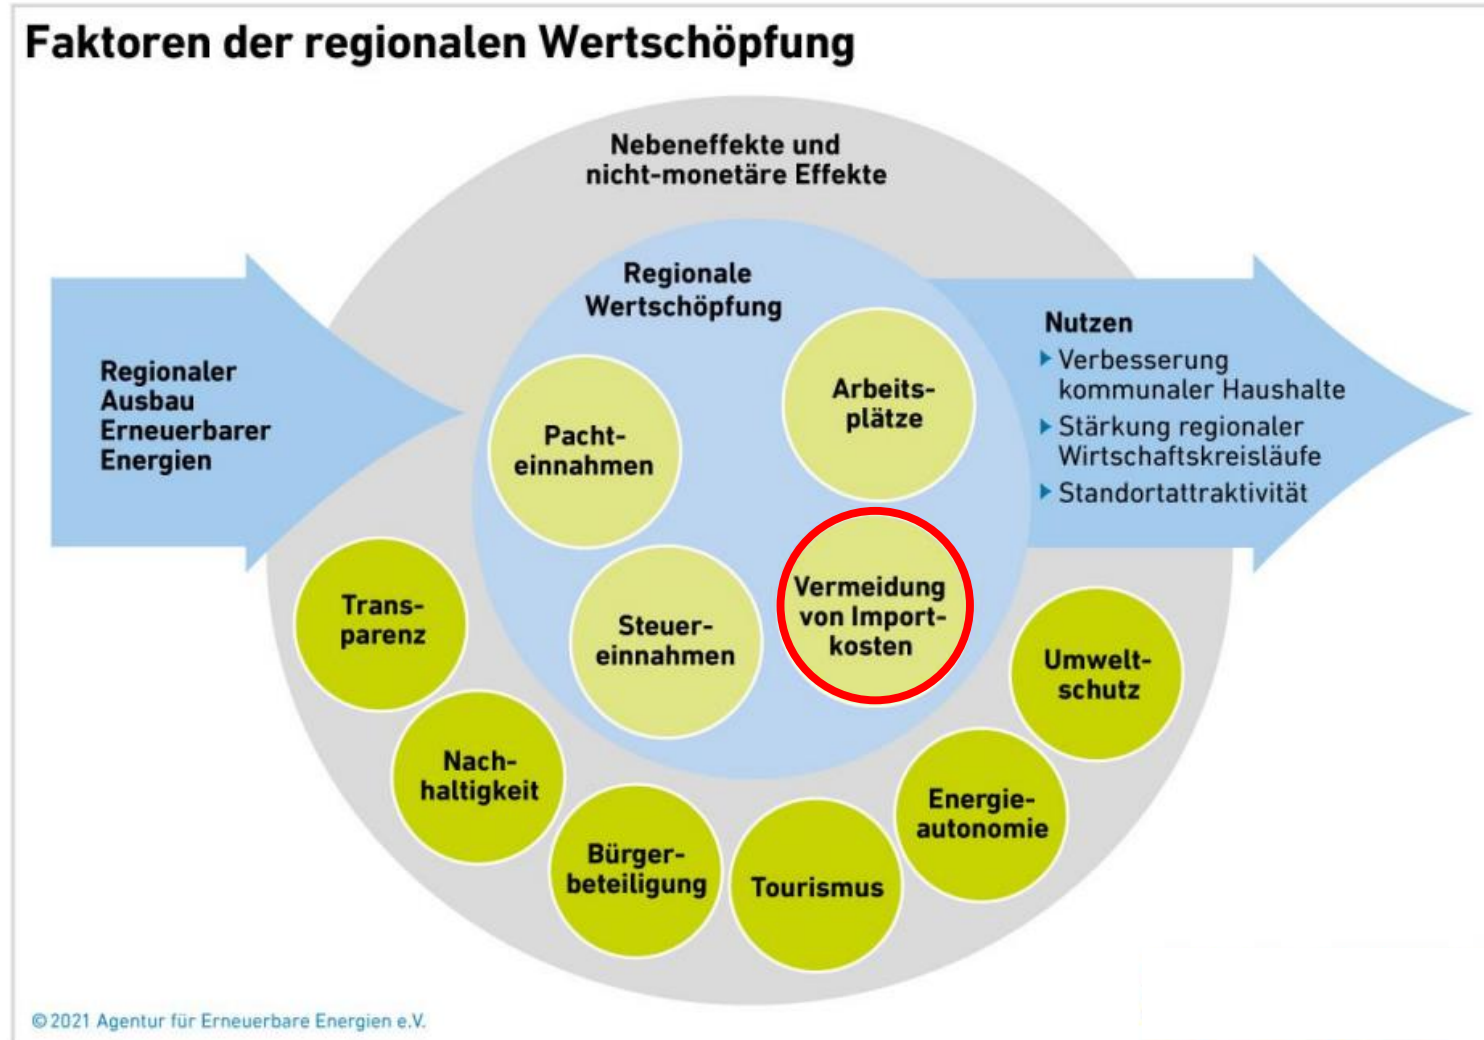 Faktoren der regionalen Wertschöpfung
Nebeneffekte und
nicht-monetäre Effekte
Regionale
Wertschöpfung
Regionaler
Ausbau
Erneuerbarer
Energien
Pacht-
einnahmen
Arbeits-
plätze
Steuer-
einnahmen
Vermeidung
von Import-
kosten
Nutzen
Verbesserung
kommunaler Haushalte
Stärkung regionaler
Wirtschaftskreisläufe
Standortattraktivität
Trans-
parenz
Nach-
haltigkeit
Bürger-
beteiligung
Tourismus
Energie-
autonomie
Umwelt-
schutz
© 2021 Agentur für Erneuerbare Energien e.V.